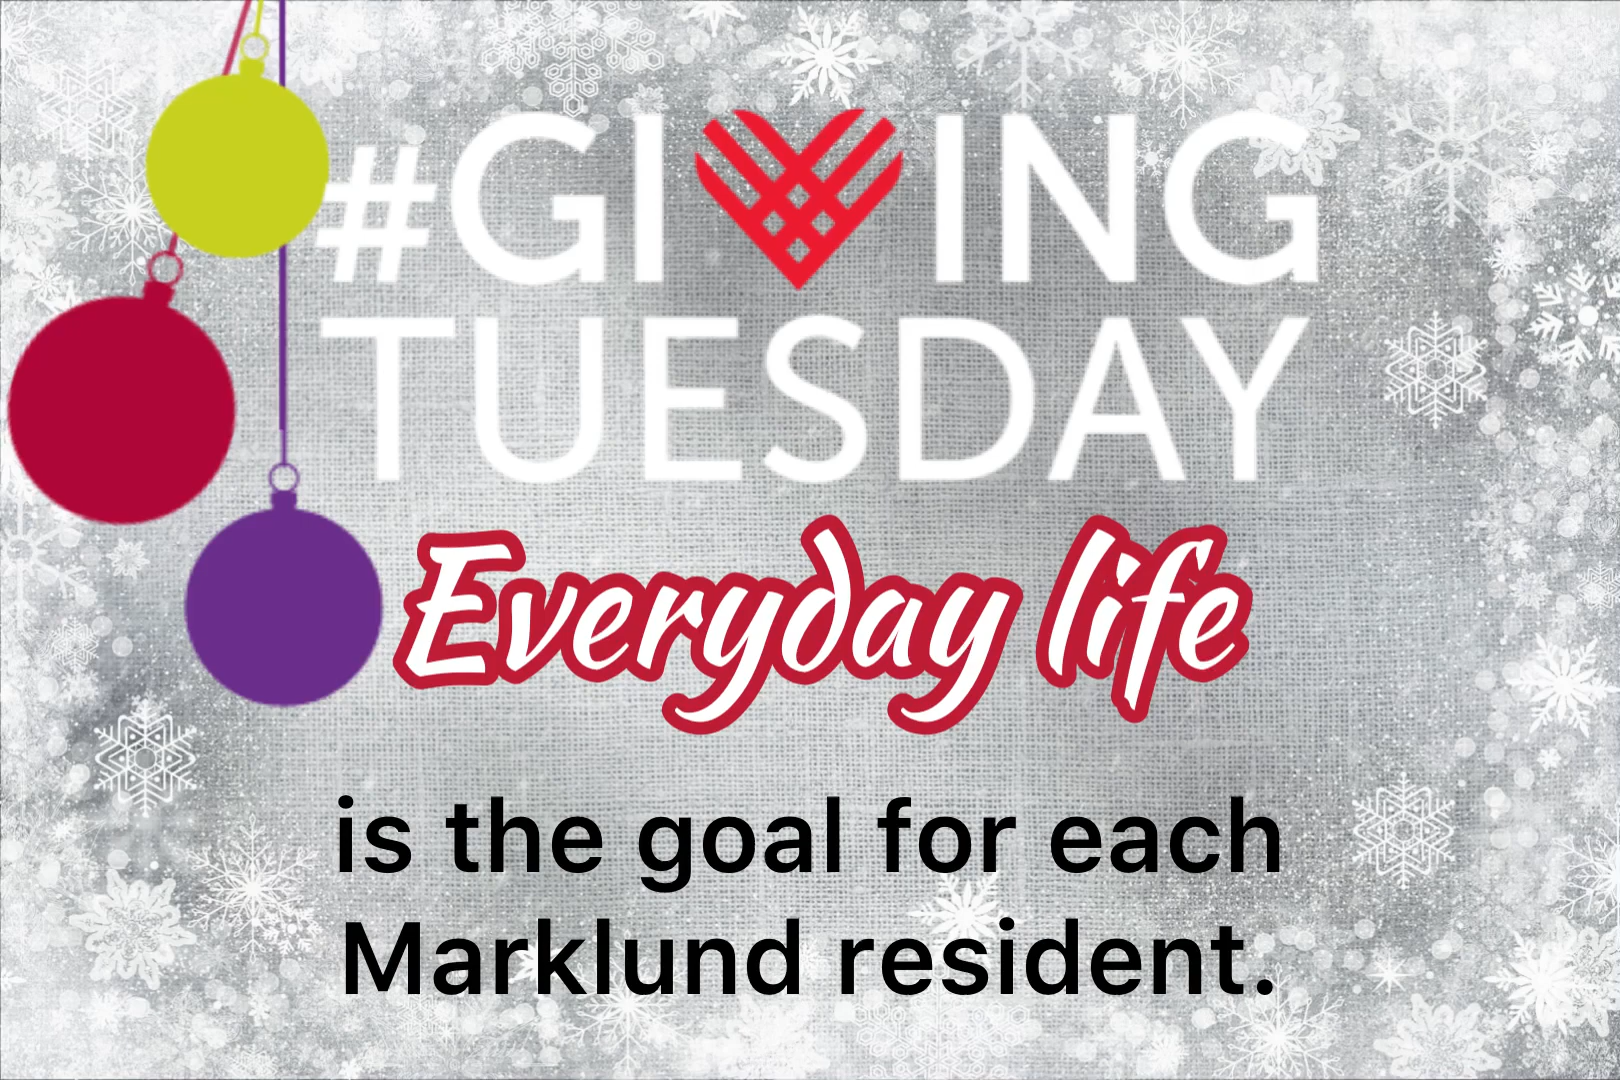 #GIVING
TUESDAY
Everyday life
is the goal for each
Marklund resident.